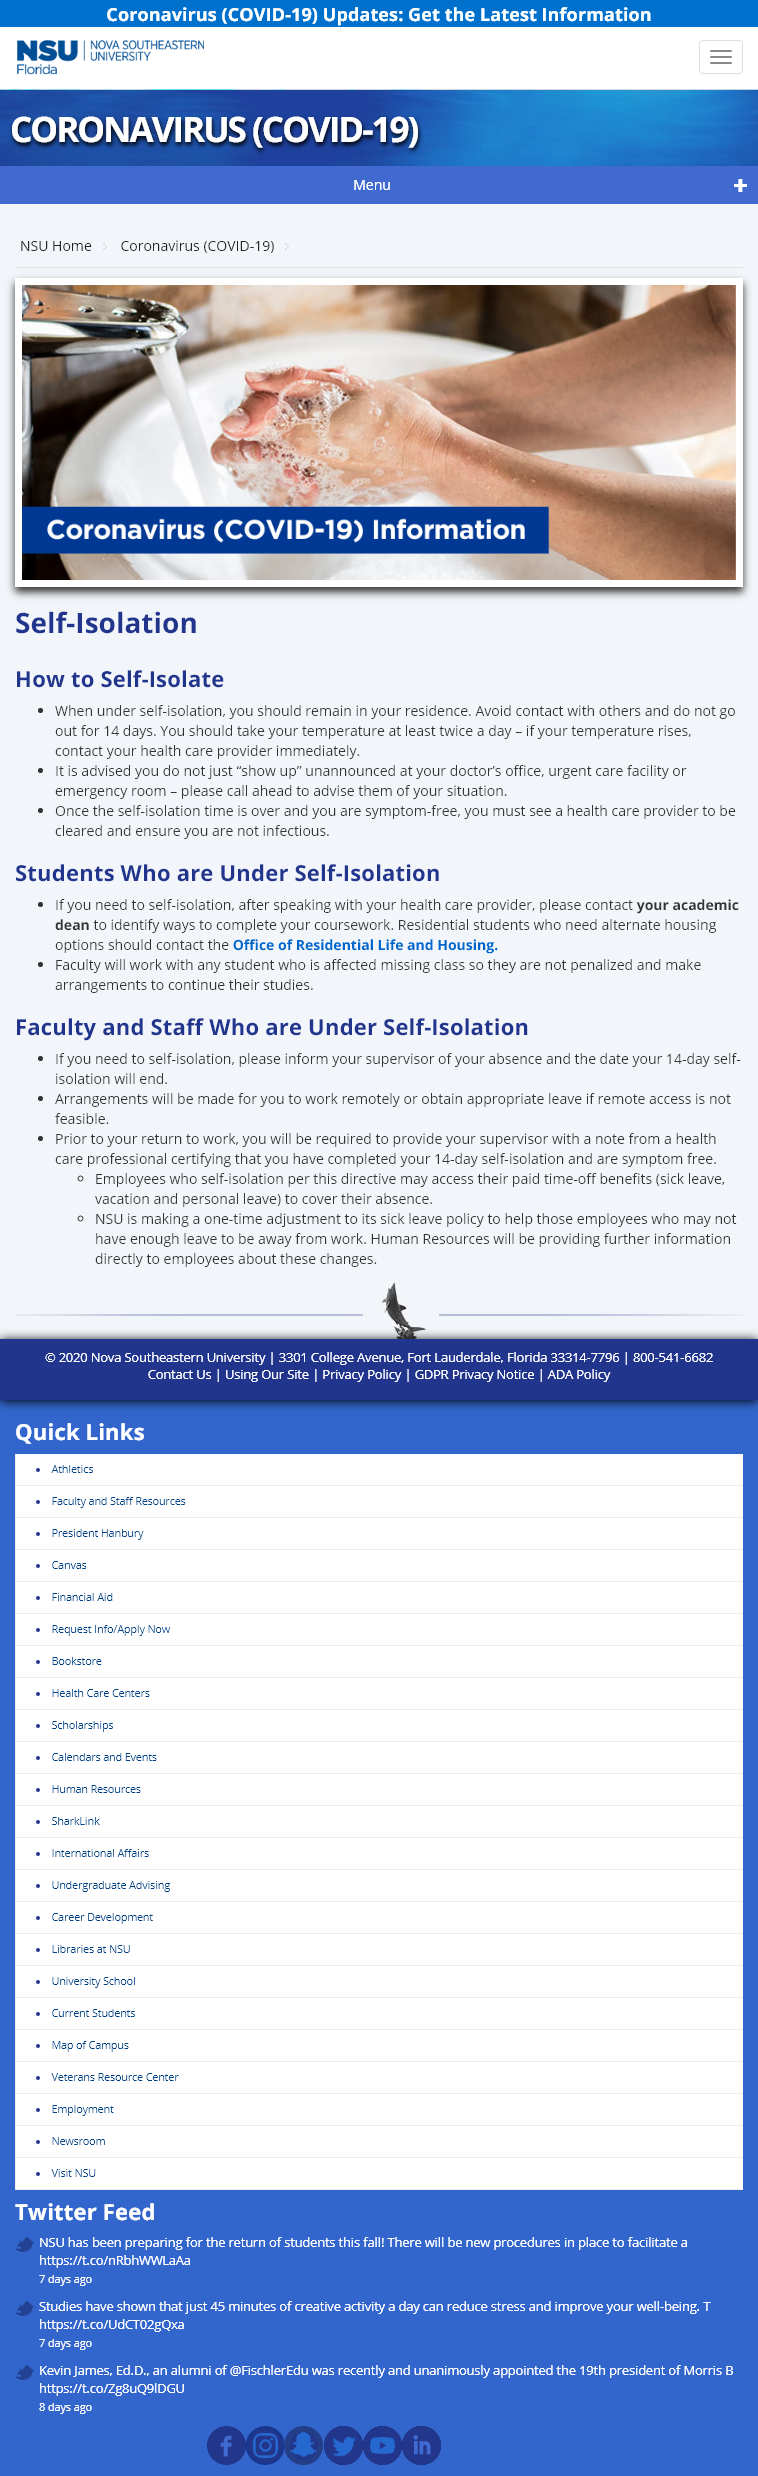 Coronavirus (COVID-19) Updates: Get the Latest Information
NSU NOVA SOUTHEASTERN
UNIVERSITY
Florida
CORONAVIRUS (COVID-19)
Menu
NSU Home
Coronavirus (COVID-19)
Coronavirus (COVID-19) Information
Self-Isolation
How to Self-Isolate
• When under self-isolation, you should remain in your residence. Avoid contact with others and do not go
out for 14 days. You should take your temperature at least twice a day – if your temperature rises,
contact your health care provider immediately.
• It is advised you do not just “show up” unannounced at your doctor’s office, urgent care facility or
emergency room – please call ahead to advise them of your situation.
• Once the self-isolation time is over and you are symptom-free, you must see a health care provider to be
cleared and ensure you are not infectious.
Students Who are Under Self-Isolation
• If you need to self-isolation, after speaking with your health care provider, please contact your academic
dean to identify ways to complete your coursework. Residential students who need alternate housing
options should contact the Office of Residential Life and Housing.
• Faculty will work with any student who is affected missing class so they are not penalized and make
arrangements to continue their studies.
Faculty and Staff Who are Under Self-Isolation
• If you need to self-isolation, please inform your supervisor of your absence and the date your 14-day self-
isolation will end.
• Arrangements will be made for you to work remotely or obtain appropriate leave if remote access is not
feasible.
• Prior to your return to work, you will be required to provide your supervisor with a note from a health
care professional certifying that you have completed your 14-day self-isolation and are symptom free.
◦ Employees who self-isolation per this directive may access their paid time-off benefits (sick leave,
vacation and personal leave) to cover their absence.
◦ NSU is making a one-time adjustment to its sick leave policy to help those employees who may not
have enough leave to be away from work. Human Resources will be providing further information
directly to employees about these changes.
© 2020 Nova Southeastern University | 3301 College Avenue, Fort Lauderdale, Florida 33314-7796 | 800-541-6682
Contact Us | Using Our Site | Privacy Policy | GDPR Privacy Notice | ADA Policy
Quick Links
• Athletics
• Faculty and Staff Resources
• President Hanbury
• Canvas
• Financial Aid
• Request Info/Apply Now
• Bookstore
• Health Care Centers
• Scholarships
• Calendars and Events
• Human Resources
• SharkLink
• International Affairs
• Undergraduate Advising
• Career Development
• Libraries at NSU
• University School
• Current Students
• Map of Campus
• Veterans Resource Center
• Employment
• Newsroom
• Visit NSU
Twitter Feed
NSU has been preparing for the return of students this fall! There will be new procedures in place to facilitate a
https://t.co/nRbhWWLaAa
7 days ago
Studies have shown that just 45 minutes of creative activity a day can reduce stress and improve your well-being. T
https://t.co/UdCT02gQxa
7 days ago
Kevin James, Ed.D., an alumni of @FischlerEdu was recently and unanimously appointed the 19th president of Morris B
https://t.co/Zg8uQ9lDGU
8 days ago